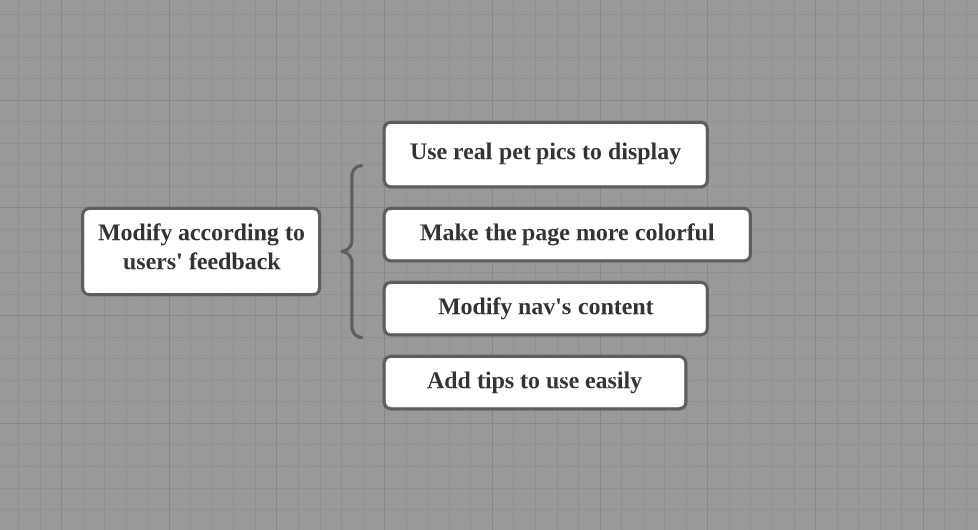 Use real pet pics to display
Modify according to
users' feedback
Make the page more colorful
Modify nav's content
Add tips to use easily